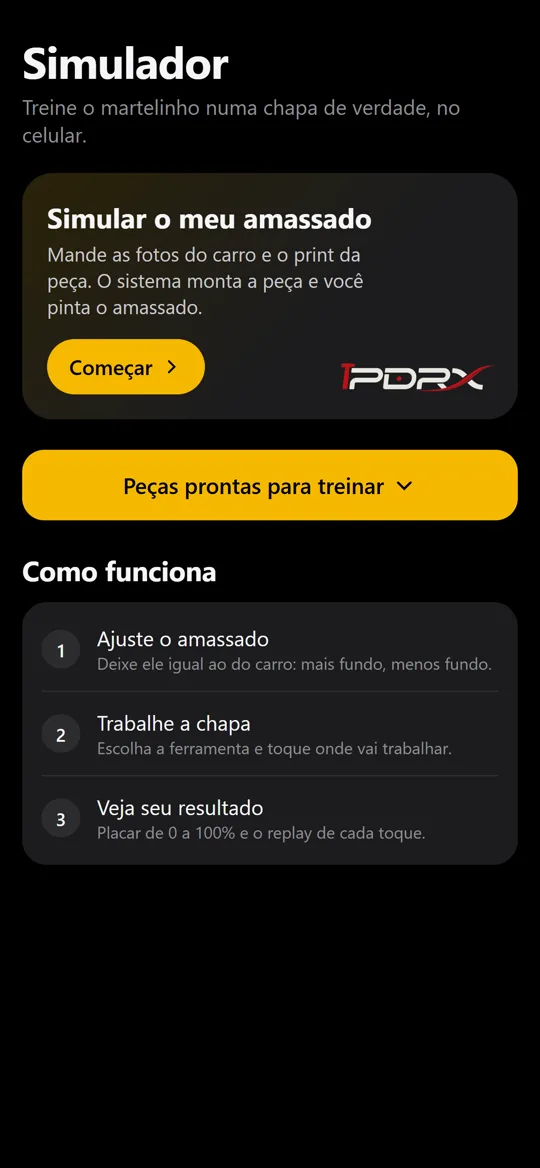 Simulador
Treine o martelinho numa chapa de verdade, no
celular.
Simular o meu amassado
Mande as fotos do carro e o print da
peça. O sistema monta a peça e você
pinta o amassado.
Começar
1PDRX
Peças prontas para treinar
Como funciona
1
Ajuste o amassado
Deixe ele igual ao do carro: mais fundo, menos fundo.
2
Trabalhe a chapa
Escolha a ferramenta e toque onde vai trabalhar.
3
Veja seu resultado
Placar de 0 a 100% e o replay de cada toque.